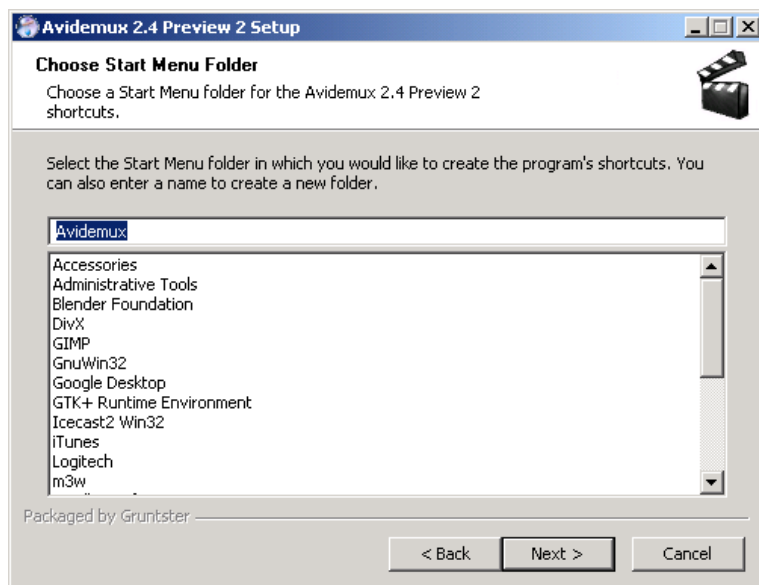 Avidemux 2.4 Preview 2 Setup
Choose Start Menu Folder
Choose a Start Menu folder for the Avidemux 2.4 Preview 2
shortcuts.
Select the Start Menu folder in which you would like to create the program's shortcuts. You
can also enter a name to create a new folder.
Avidemux
Accessories
Administrative Tools
Blender Foundation
DivX
GIMP
GnuWin32
Google Desktop
GTK+ Runtime Environment
Icecast2 Win32
iTunes
Logitech
m3w
Packaged by Gruntster
< Back
Next >
Cancel